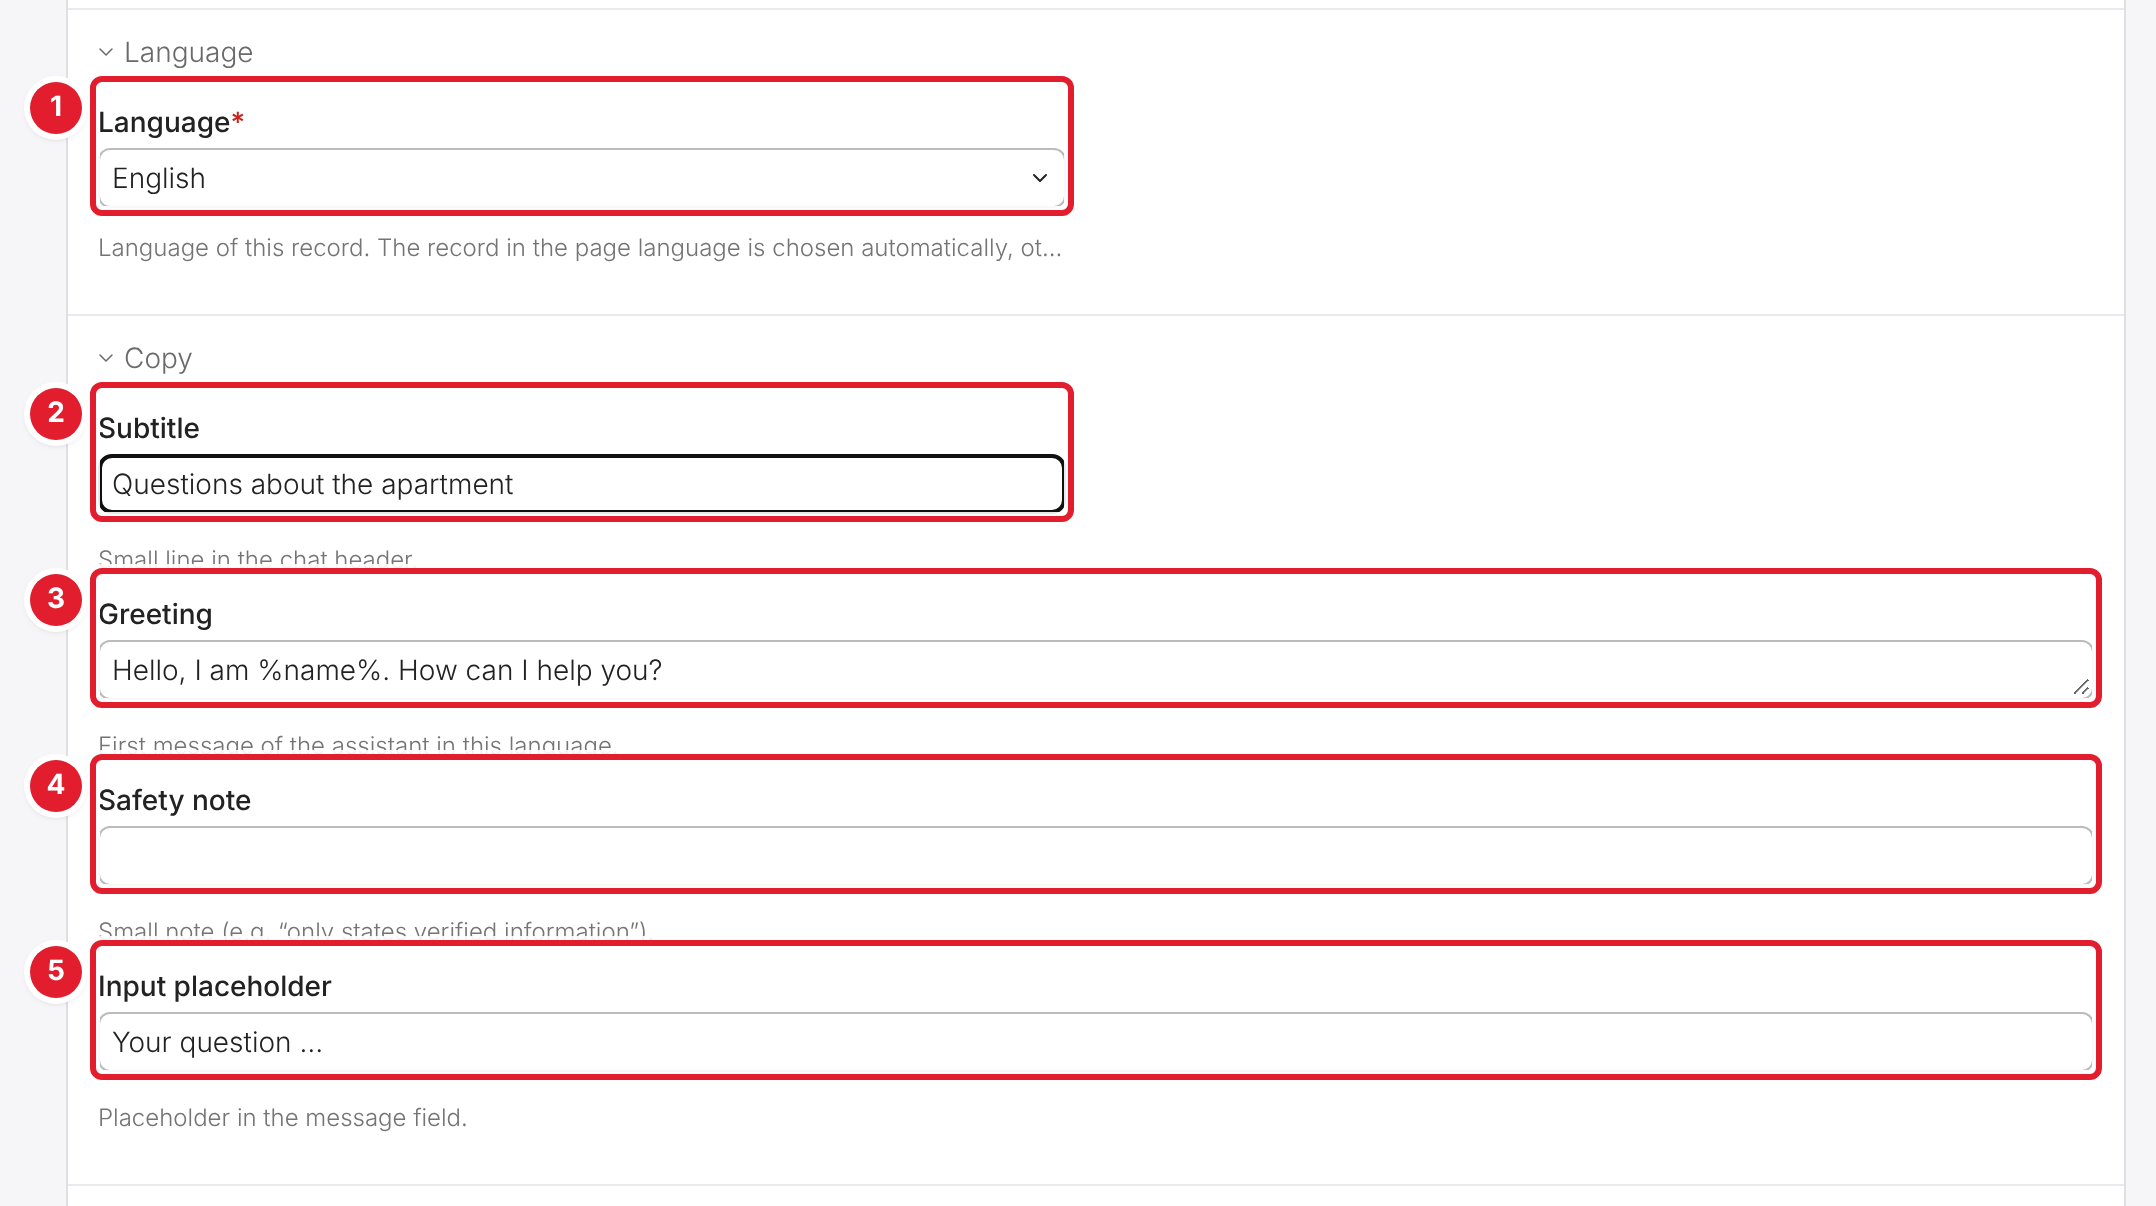 Language
1
Language*
English
Language of this record. The record in the page language is chosen automatically, ot...
Copy
2
Subtitle
Questions about the apartment
Small line in the chat header.
3
Greeting
Hello, I am %name%. How can I help you?
First message of the assistant in this language.
4
Safety note
Small note (e.g. “only states verified information”).
5
Input placeholder
Your question ...
Placeholder in the message field.